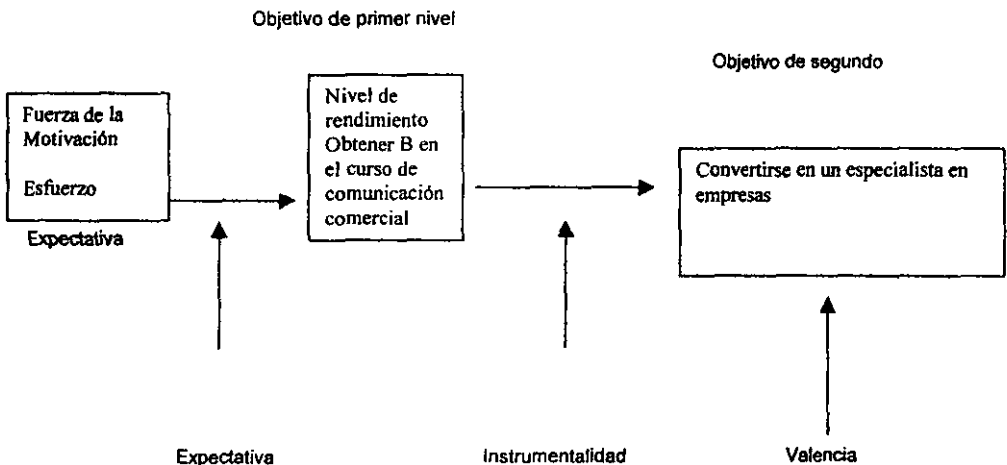 Objetivo de primer nivel
Objetivo de segundo
Fuerza de la
Motivación
Esfuerzo
Expectativa
Nivel de
rendimiento
Obtener B en
el curso de
comunicación
comercial
Convertirse en un especialista en
empresas
Expectativa
Instrumentalidad
Valencia